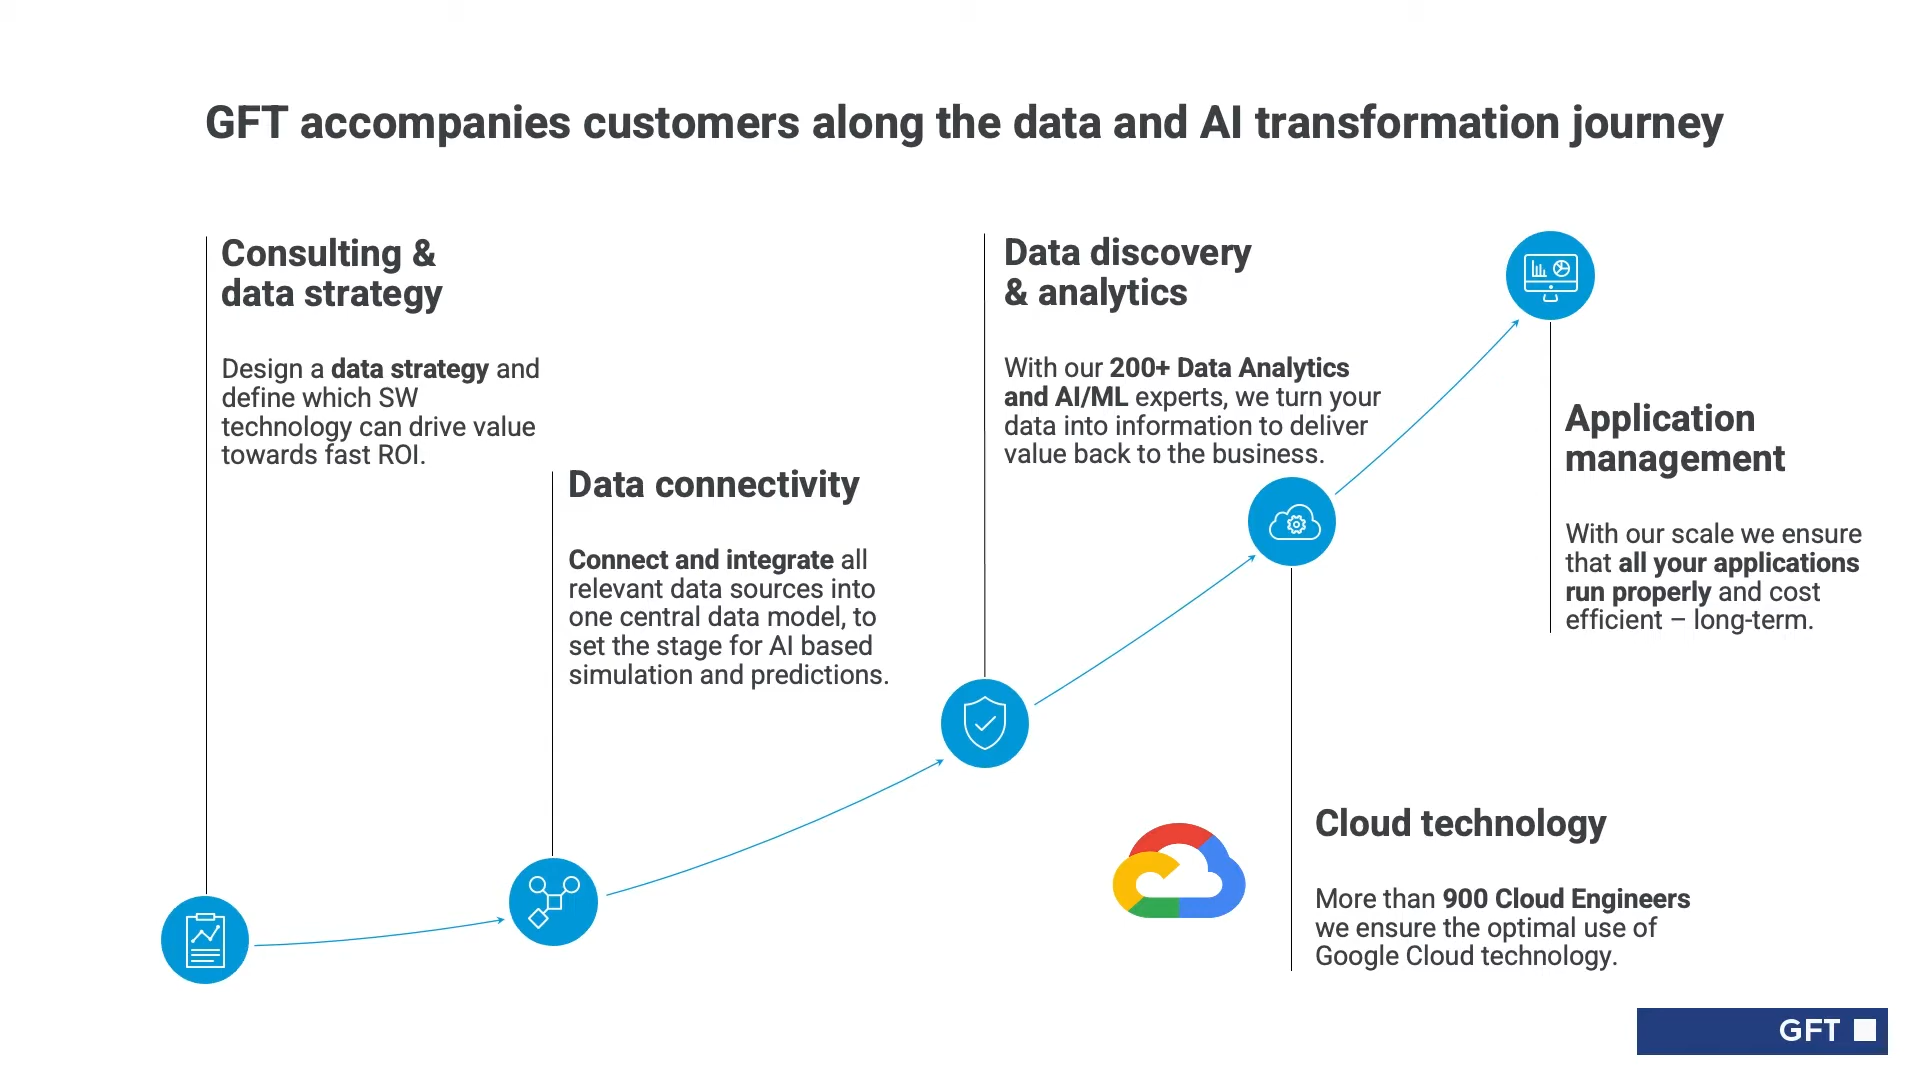 GFT accompanies customers along the data and AI transformation journey
Consulting &
data strategy
Design a data strategy and
define which SW
technology can drive value
towards fast ROI.
Data connectivity
Connect and integrate all
relevant data sources into
one central data model, to
set the stage for AI based
simulation and predictions.
Data discovery
& analytics
With our 200+ Data Analytics
and AI/ML experts, we turn your
data into information to deliver
value back to the business.
Cloud technology
More than 900 Cloud Engineers
we ensure the optimal use of
Google Cloud technology.
Application
management
With our scale we ensure
that all your applications
run properly and cost
efficient – long-term.
GFT